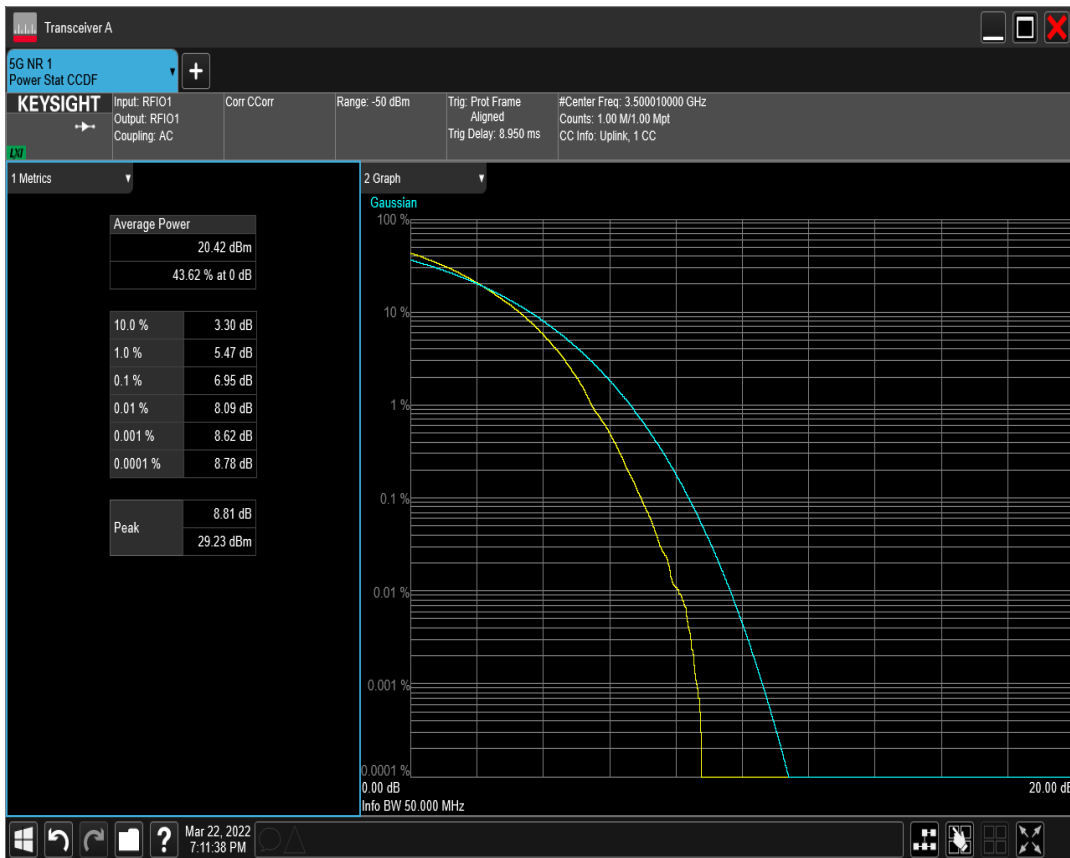 Transceiver A
5G NR 1
Power Stat CCDF
KEYSIGHT
LXI
Input: RFIO1
Output: RFIO1
Coupling: AC
Corr CCorr
Range: -50 dBm
Trig: Prot Frame
Aligned
Trig Delay: 8.950 ms
#Center Freq: 3.500010000 GHz
Counts: 1.00 M/1.00 Mpt
CC Info: Uplink, 1 CC
1 Metrics
Average Power
20.42 dBm
43.62 % at 0 dB
10.0 % 3.30 dB
1.0 % 5.47 dB
0.1 % 6.95 dB
0.01 % 8.09 dB
0.001 % 8.62 dB
0.0001 % 8.78 dB
Peak
8.81 dB
29.23 dBm
2 Graph
Gaussian
100 %
10 %
1 %
0.1 %
0.01 %
0.001 %
0.0001 %
0.00 dB 20.00 dB
Info BW 50.000 MHz
?
Mar 22, 2022
7:11:38 PM